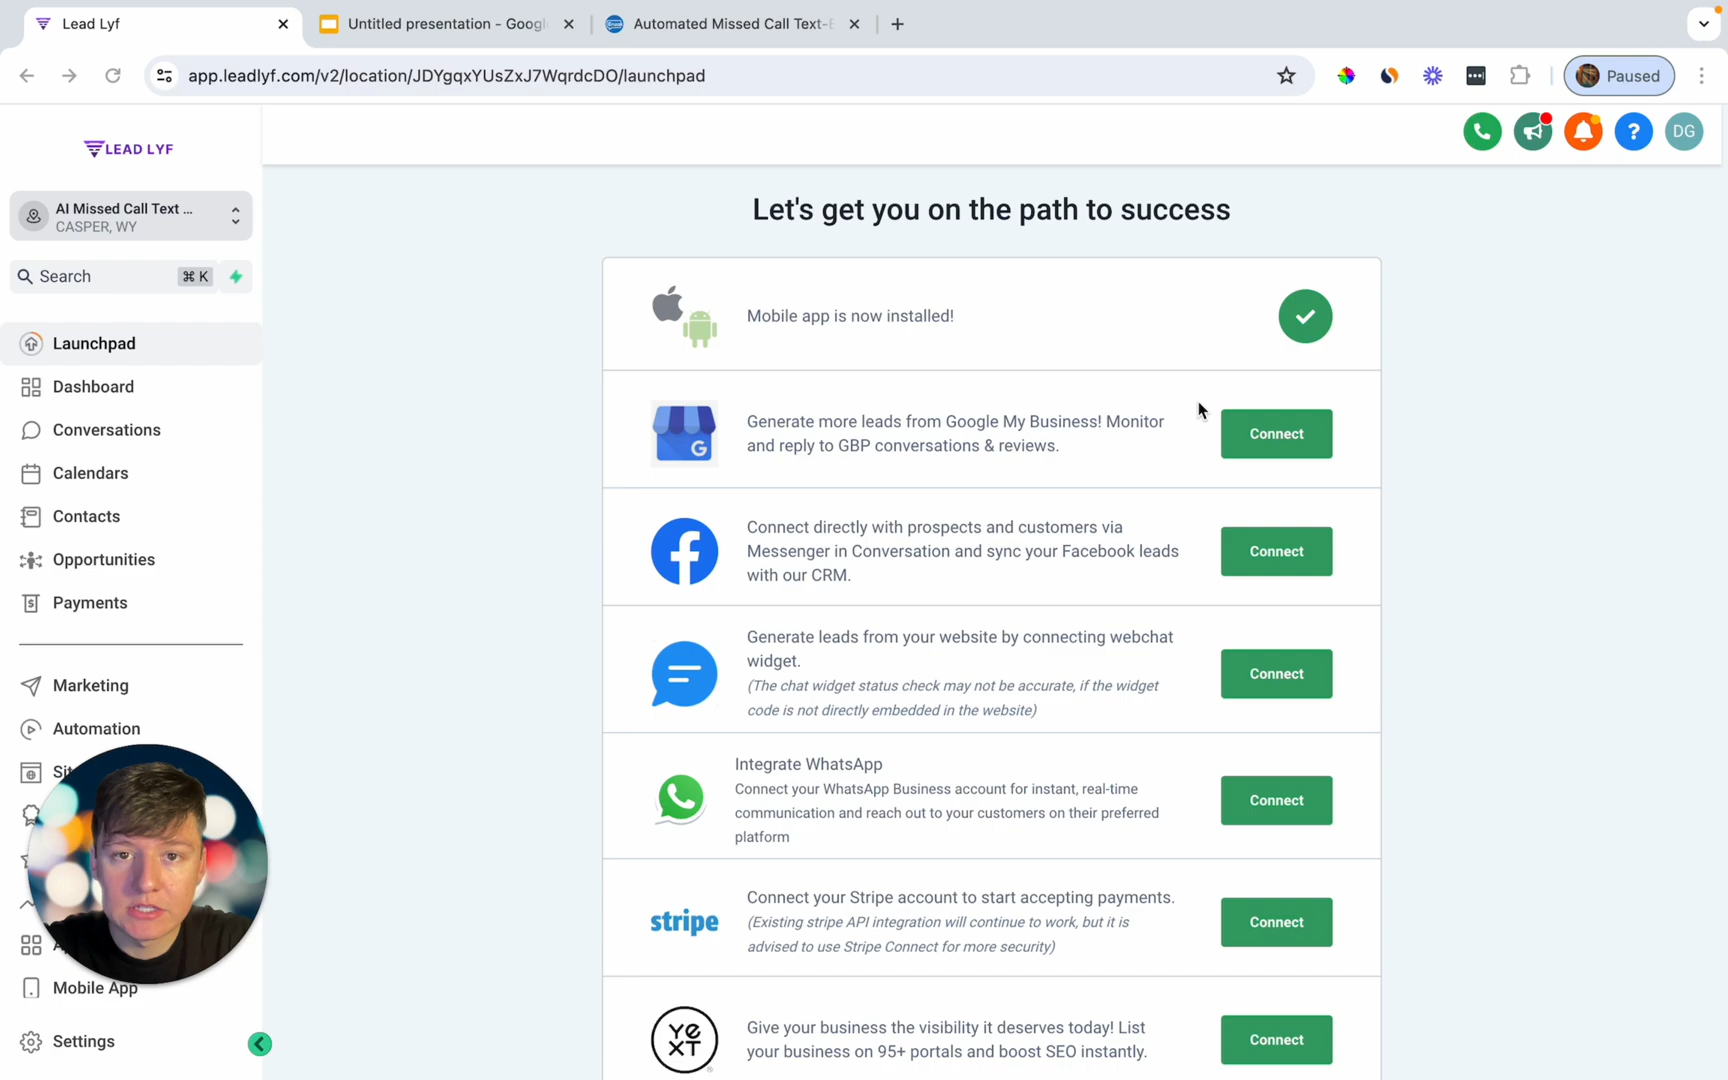 Lead Lyf
Untitled presentation - Googl
Automated Missed Call Text-B
app.leadlyf.com/v2/location/JDYgqxYUsZxJ7WqrdcDO/launchpad
Paused
LEAD LYF
DG
AI Missed Call Text ...
CASPER, WY
Search
⌘ K
Launchpad
Dashboard
Conversations
Calendars
Contacts
Opportunities
Payments
Marketing
Automation
Mobile App
Settings
Let's get you on the path to success
Mobile app is now installed!
Generate more leads from Google My Business! Monitor
and reply to GBP conversations & reviews.
Connect
Connect directly with prospects and customers via
Messenger in Conversation and sync your Facebook leads
with our CRM.
Connect
Generate leads from your website by connecting webchat
widget.
(The chat widget status check may not be accurate, if the widget
code is not directly embedded in the website)
Connect
Integrate WhatsApp
Connect your WhatsApp Business account for instant, real-time
communication and reach out to your customers on their preferred
platform
Connect
stripe
Connect your Stripe account to start accepting payments.
(Existing stripe API integration will continue to work, but it is
advised to use Stripe Connect for more security)
Connect
YEXT
Give your business the visibility it deserves today! List
your business on 95+ portals and boost SEO instantly.
Connect